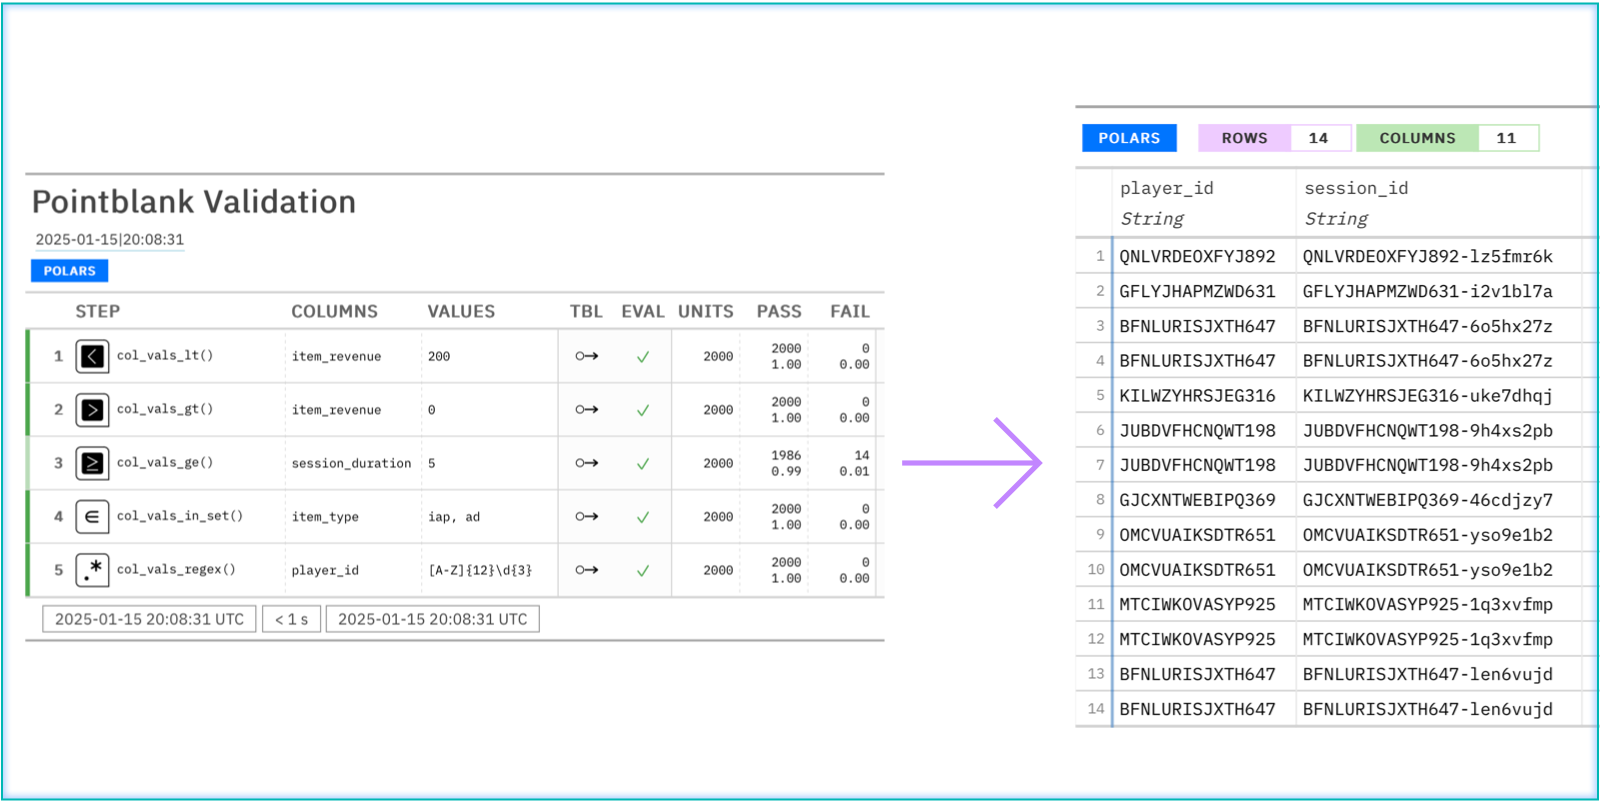 Pointblank Validation
2025-01-15|20:08:31
POLARS
STEP COLUMNS VALUES TBL EVAL UNITS PASS FAIL
1 < col_vals_lt() item_revenue 200 ○→ ✓ 2000 2000 0
1.00 0.00
2 > col_vals_gt() item_revenue 0 ○→ ✓ 2000 2000 0
1.00 0.00
3 ≥ col_vals_ge() session_duration 5 ○→ ✓ 2000 1986 14
0.99 0.01
4 ∈ col_vals_in_set() item_type iap, ad ○→ ✓ 2000 2000 0
1.00 0.00
5 .* col_vals_regex() player_id [A-Z]{12}\d{3} ○→ ✓ 2000 2000 0
1.00 0.00
2025-01-15 20:08:31 UTC < 1 s 2025-01-15 20:08:31 UTC
POLARS ROWS 14 COLUMNS 11
player_id session_id
String String
1 QNLVRDEOXFYJ892 QNLVRDEOXFYJ892-lz5fmr6k
2 GFLYJHAPMZWD631 GFLYJHAPMZWD631-i2v1bl7a
3 BFNLURISJXTH647 BFNLURISJXTH647-6o5hx27z
4 BFNLURISJXTH647 BFNLURISJXTH647-6o5hx27z
5 KILWZYHRSJEG316 KILWZYHRSJEG316-uke7dhqj
6 JUBDVFHCNQWT198 JUBDVFHCNQWT198-9h4xs2pb
7 JUBDVFHCNQWT198 JUBDVFHCNQWT198-9h4xs2pb
8 GJCXNTWEBIPQ369 GJCXNTWEBIPQ369-46cdjzy7
9 OMCVUAIKSDTR651 OMCVUAIKSDTR651-yso9e1b2
10 OMCVUAIKSDTR651 OMCVUAIKSDTR651-yso9e1b2
11 MTCIWKOVASYP925 MTCIWKOVASYP925-1q3xvfmp
12 MTCIWKOVASYP925 MTCIWKOVASYP925-1q3xvfmp
13 BFNLURISJXTH647 BFNLURISJXTH647-len6vujd
14 BFNLURISJXTH647 BFNLURISJXTH647-len6vujd